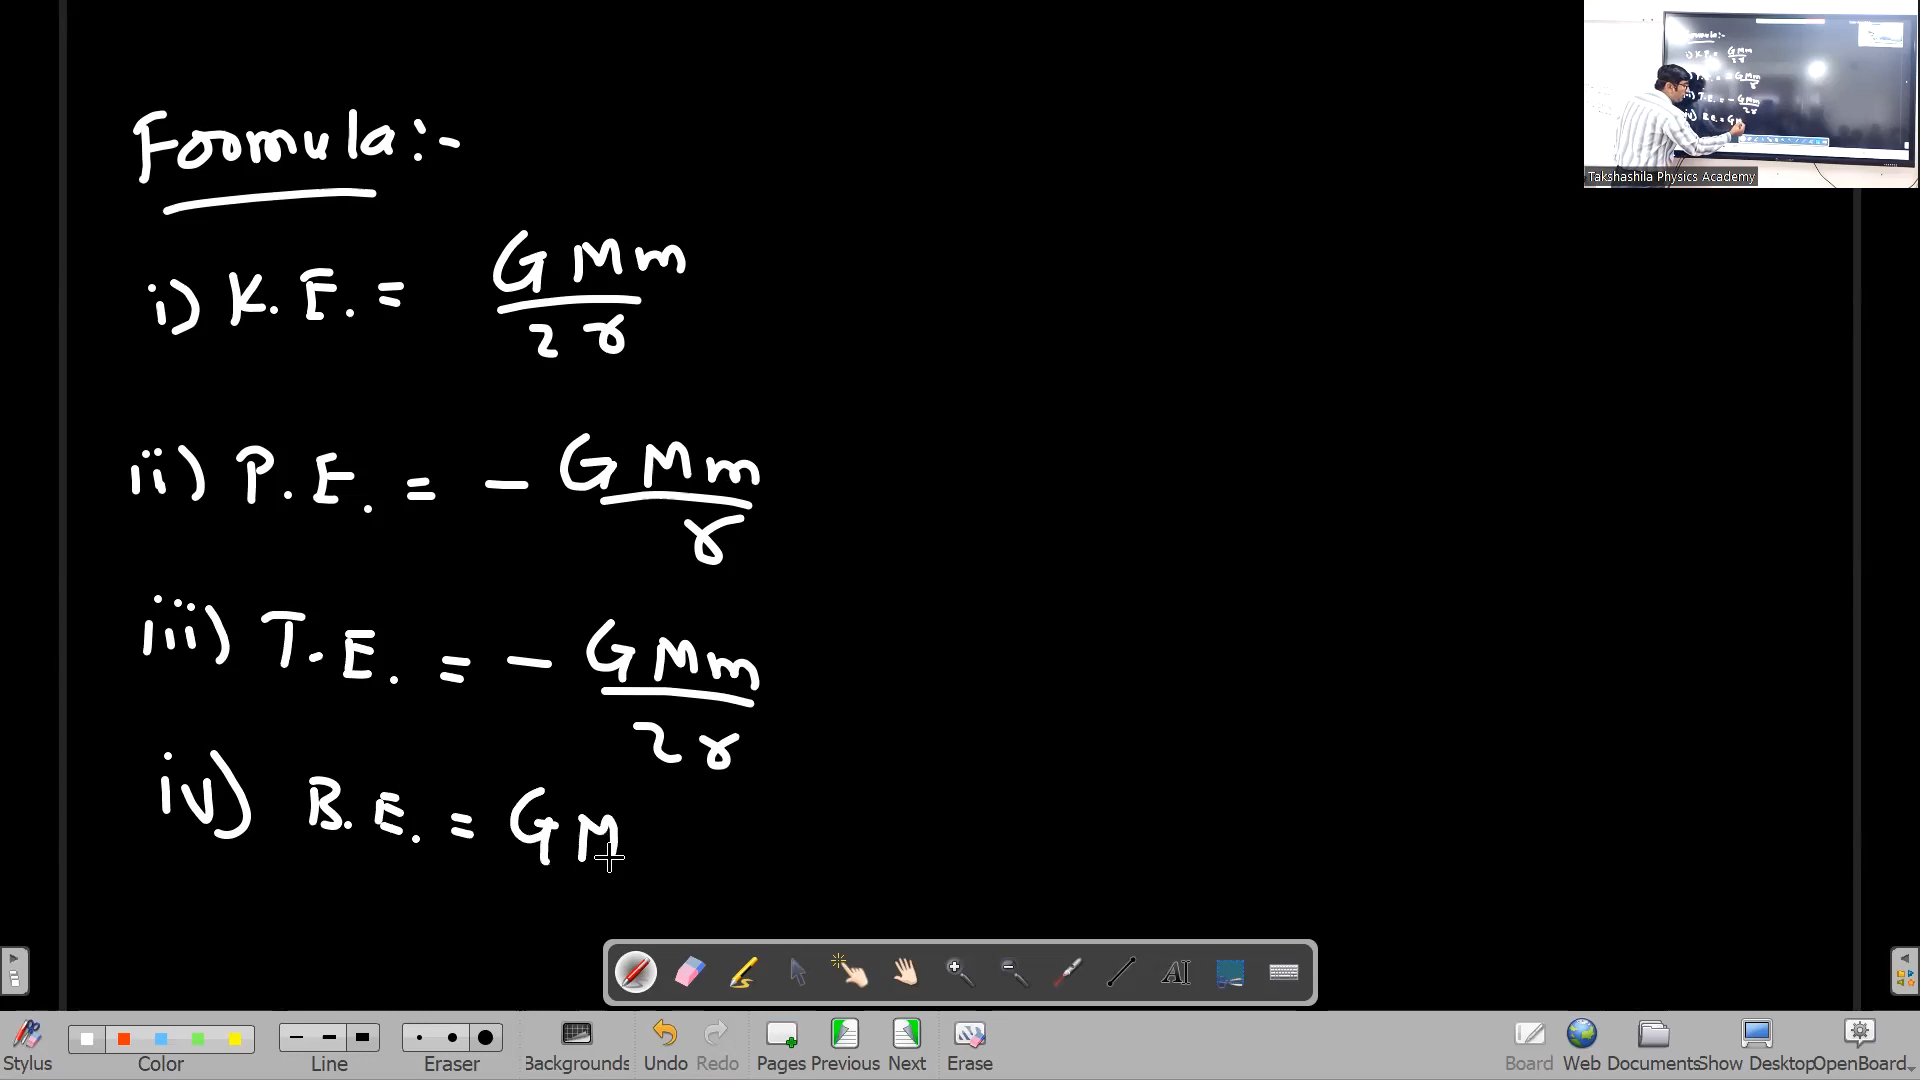 Formula:-
i) K.E. = GMm / 2r
ii) P.E. = - GMm / r
iii) T.E. = - GMm / 2r
iv) B.E. = GM
Takshashila Physics Academy
Stylus
Color
Line
Eraser
Backgrounds
Undo
Redo
Pages
Previous
Next
Erase
Board
Web
Documents
Show Desktop
OpenBoard